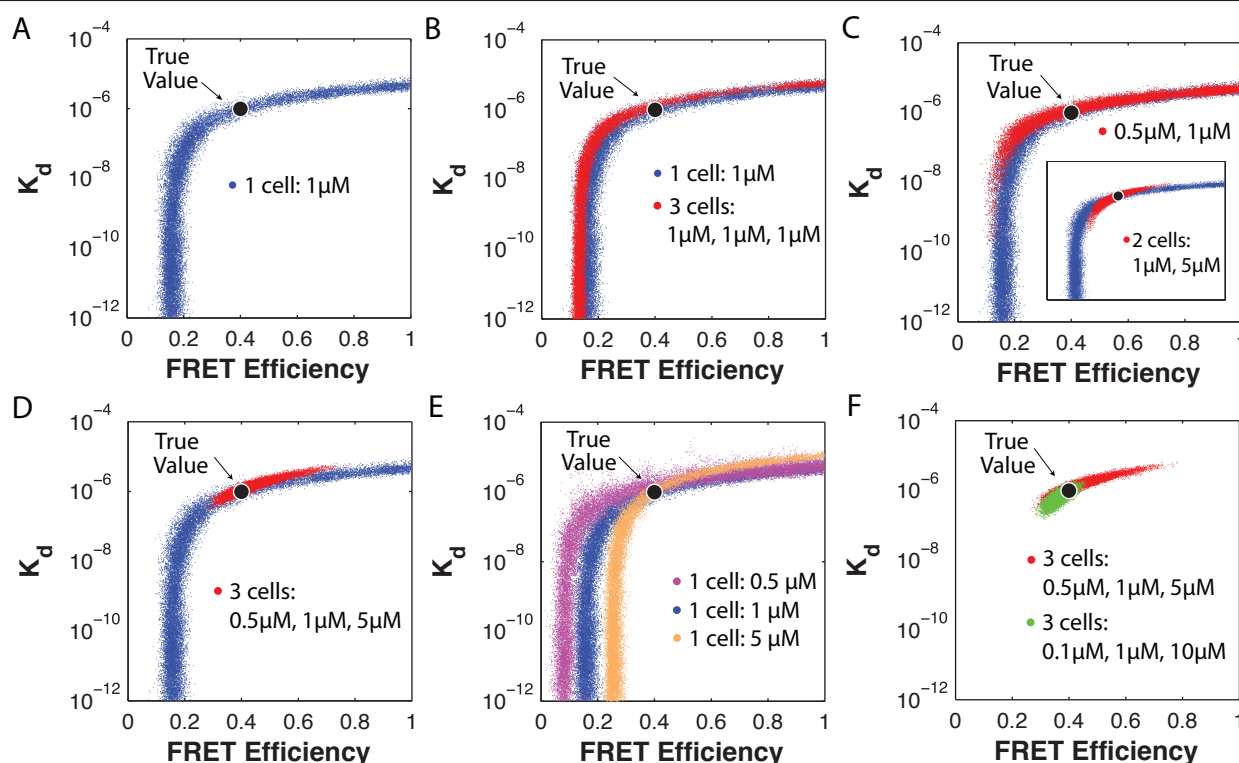 A
10⁻⁴
10⁻⁶
10⁻⁸
10⁻¹⁰
10⁻¹²
K_d
True
Value
1 cell: 1µM
0 0.2 0.4 0.6 0.8 1
FRET Efficiency
B
10⁻⁴
10⁻⁶
10⁻⁸
10⁻¹⁰
10⁻¹²
K_d
True
Value
1 cell: 1µM
3 cells:
1µM, 1µM, 1µM
0 0.2 0.4 0.6 0.8 1
FRET Efficiency
C
10⁻⁴
10⁻⁶
10⁻⁸
10⁻¹⁰
10⁻¹²
K_d
True
Value
0.5µM, 1µM
2 cells:
1µM, 5µM
0 0.2 0.4 0.6 0.8 1
FRET Efficiency
D
10⁻⁴
10⁻⁶
10⁻⁸
10⁻¹⁰
10⁻¹²
K_d
True
Value
3 cells:
0.5µM, 1µM, 5µM
0 0.2 0.4 0.6 0.8 1
FRET Efficiency
E
10⁻⁴
10⁻⁶
10⁻⁸
10⁻¹⁰
10⁻¹²
K_d
True
Value
1 cell: 0.5 µM
1 cell: 1 µM
1 cell: 5 µM
0 0.2 0.4 0.6 0.8 1
FRET Efficiency
F
10⁻⁴
10⁻⁶
10⁻⁸
10⁻¹⁰
10⁻¹²
K_d
True
Value
3 cells:
0.5µM, 1µM, 5µM
3 cells:
0.1µM, 1µM, 10µM
0 0.2 0.4 0.6 0.8 1
FRET Efficiency